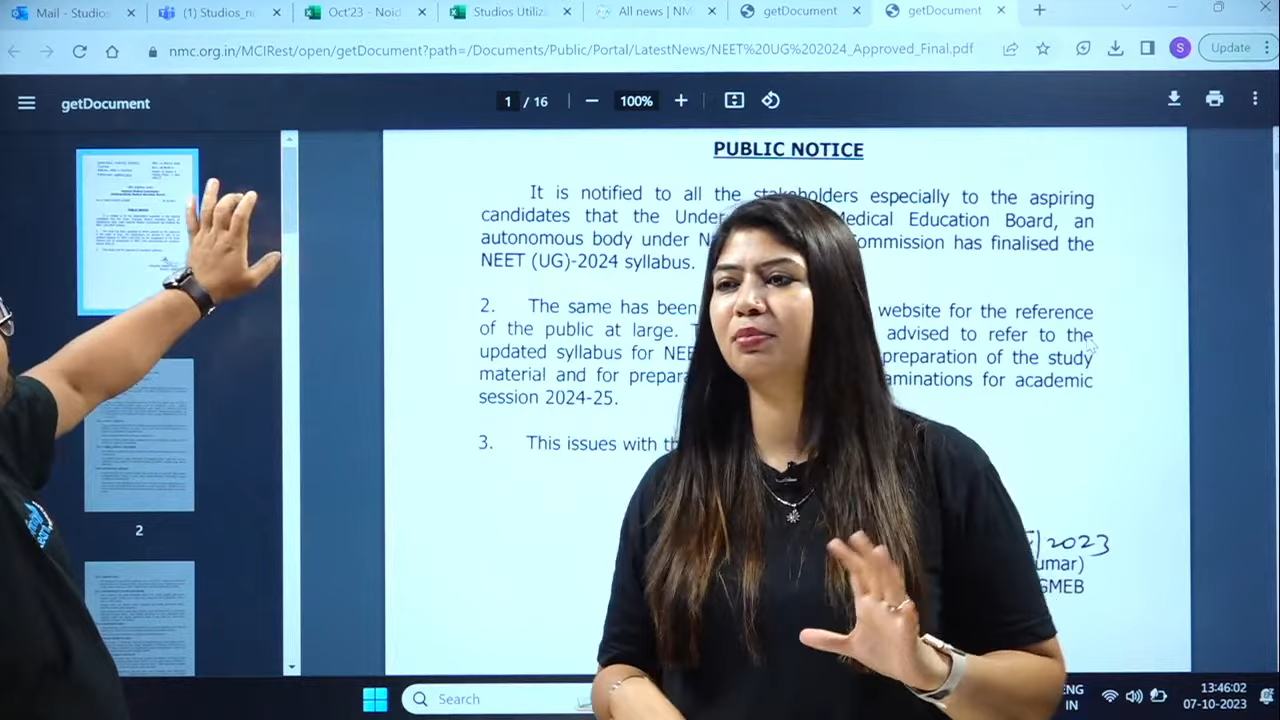 Mail - Studios
(1) Studios_n
Oct'23 - Noid
Studios Utiliz
All news | NM
getDocument
getDocument
nmc.org.in/MCIRest/open/getDocument?path=/Documents/Public/Portal/LatestNews/NEET%20UG%202024_Approved_Final.pdf
S
Update
getDocument
1 / 16
100%
PUBLIC NOTICE
It notified to all the especially to the aspiring
candidates that the Under ical Education Board, an
autonomous body under N ommission has finalised the
NEET (UG)-2024 syllabus.
2. The same has been website for the reference
of the public at large. advised to refer to the
updated syllabus for NEE preparation of the study
material and for prepara aminations for academic
session 2024-25.
3. The issues with th
/2023
umar)
GMEB
2
Search
ENG
IN
13:46:02
07-10-2023